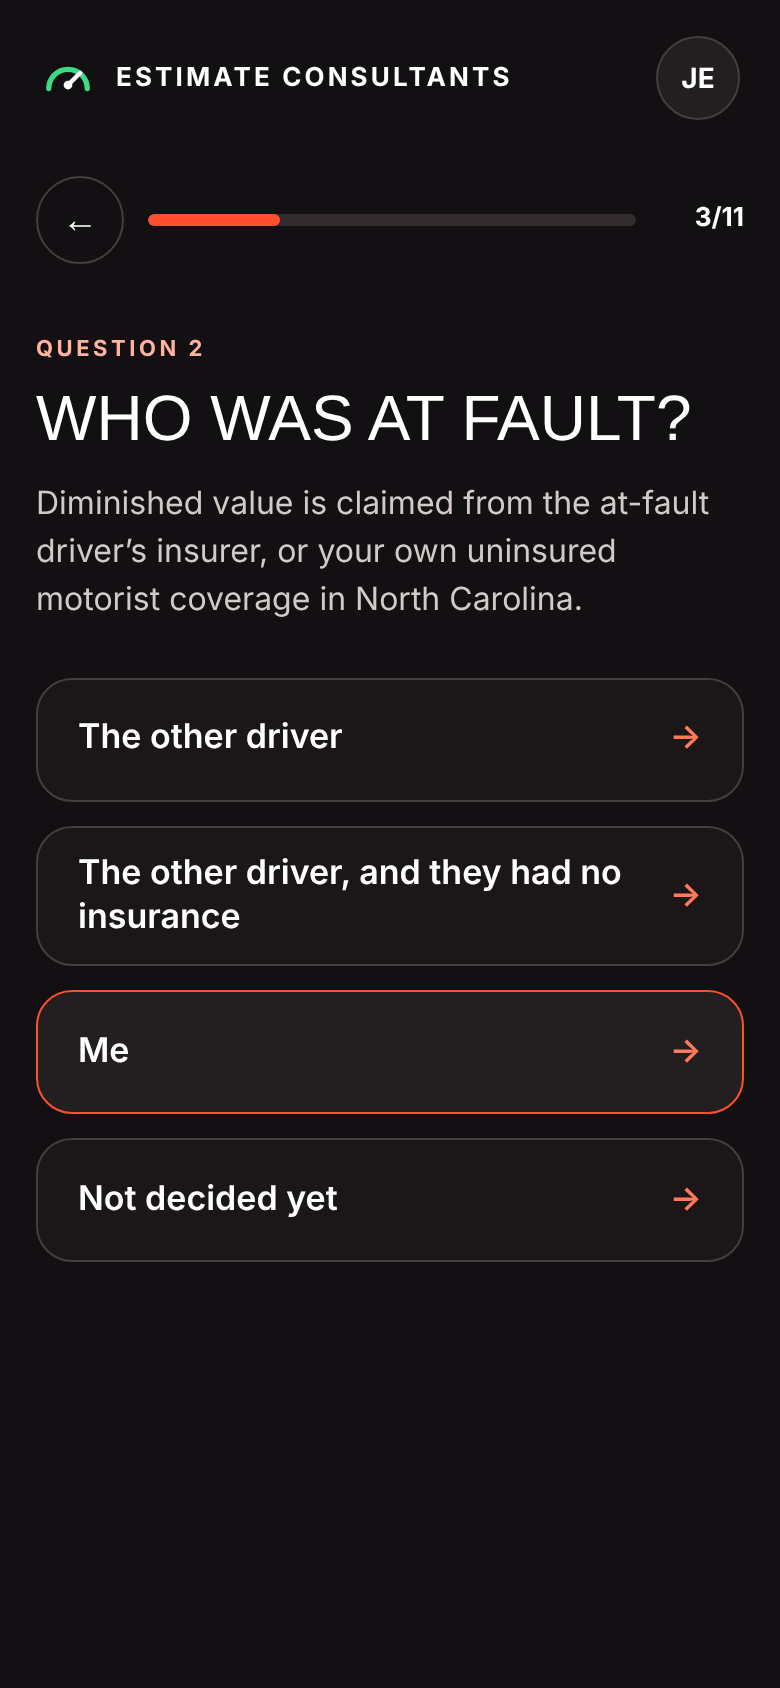 ESTIMATE CONSULTANTS
JE
←
3/11
QUESTION 2
WHO WAS AT FAULT?
Diminished value is claimed from the at-fault
driver’s insurer, or your own uninsured
motorist coverage in North Carolina.
The other driver →
The other driver, and they had no
insurance →
Me →
Not decided yet →